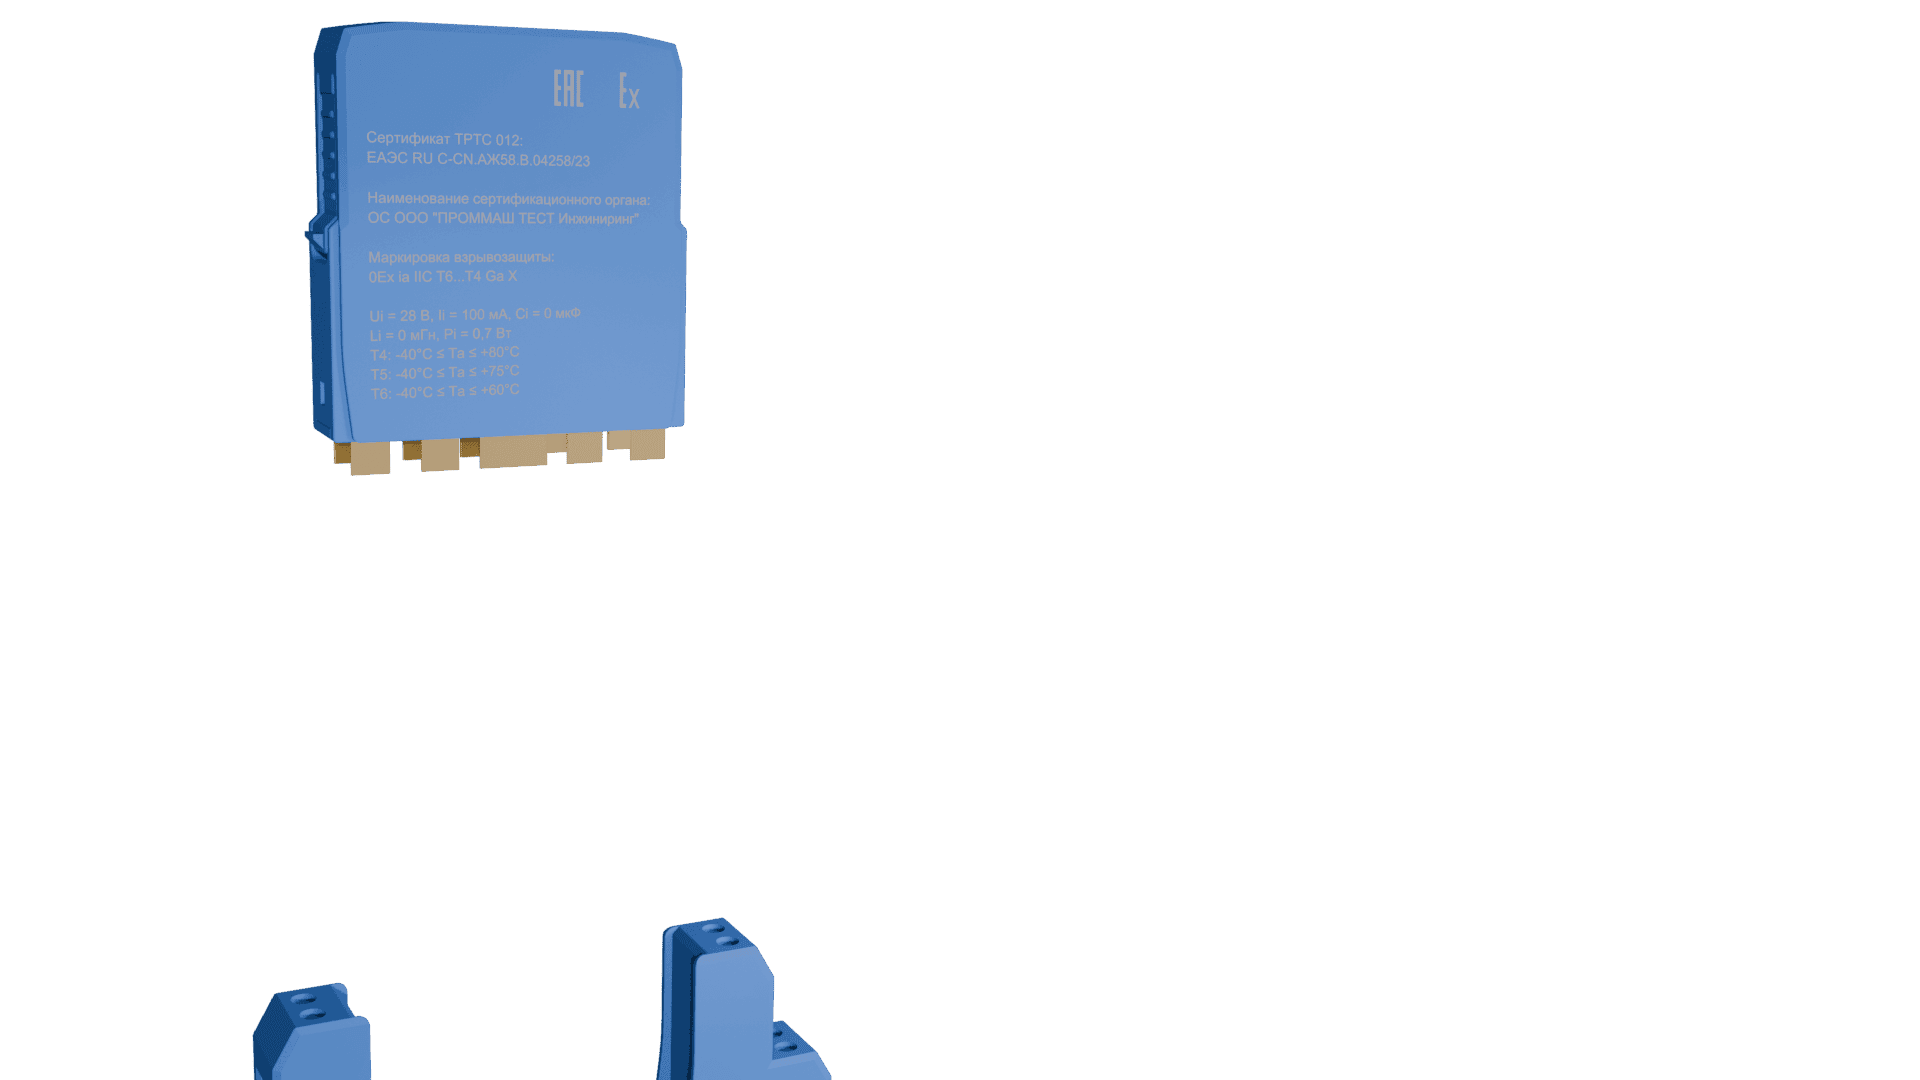 EAC Ex
Сертификат ТРТС 012:
ЕАЭС RU C-CN.АЖ58.В.04258/23
Наименование сертификационного органа:
ОС ООО "ПРОММАШ ТЕСТ Инжиниринг"
Маркировка взрывозащиты:
0Ex ia IIC T6...T4 Ga X
Ui = 28 В, Ii = 100 мА, Ci = 0 мкФ
Li = 0 мГн, Pi = 0,7 Вт
T4: -40°C ≤ Ta ≤ +80°C
T5: -40°C ≤ Ta ≤ +75°C
T6: -40°C ≤ Ta ≤ +60°C